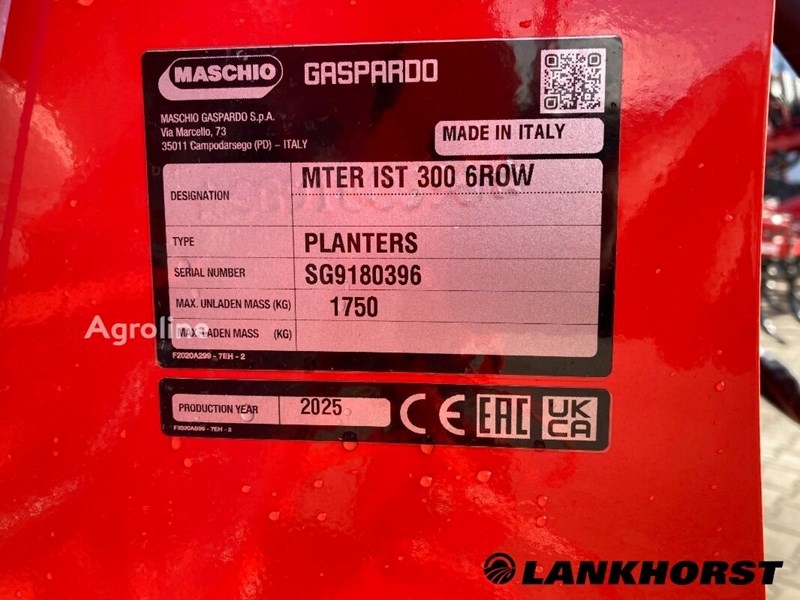 MASCHIO GASPARDO
MASCHIO GASPARDO S.p.A.
Via Marcello, 73
35011 Campodarsego (PD) – ITALY
MADE IN ITALY
DESIGNATION MTER IST 300 6ROW
TYPE PLANTERS
SERIAL NUMBER SG9180396
MAX. UNLADEN MASS (KG) 1750
MAX. LADEN MASS (KG)
F2020A299 - 7EH - 2
PRODUCTION YEAR 2025 CE EAC UK CA
Agroline
LANKHORST